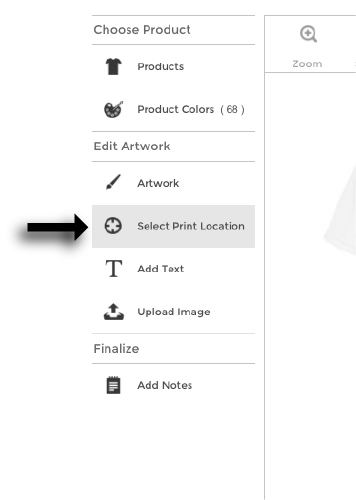 Choose Product
Zoom
Products
Product Colors ( 68 )
Edit Artwork
Artwork
Select Print Location
Add Text
Upload Image
Finalize
Add Notes